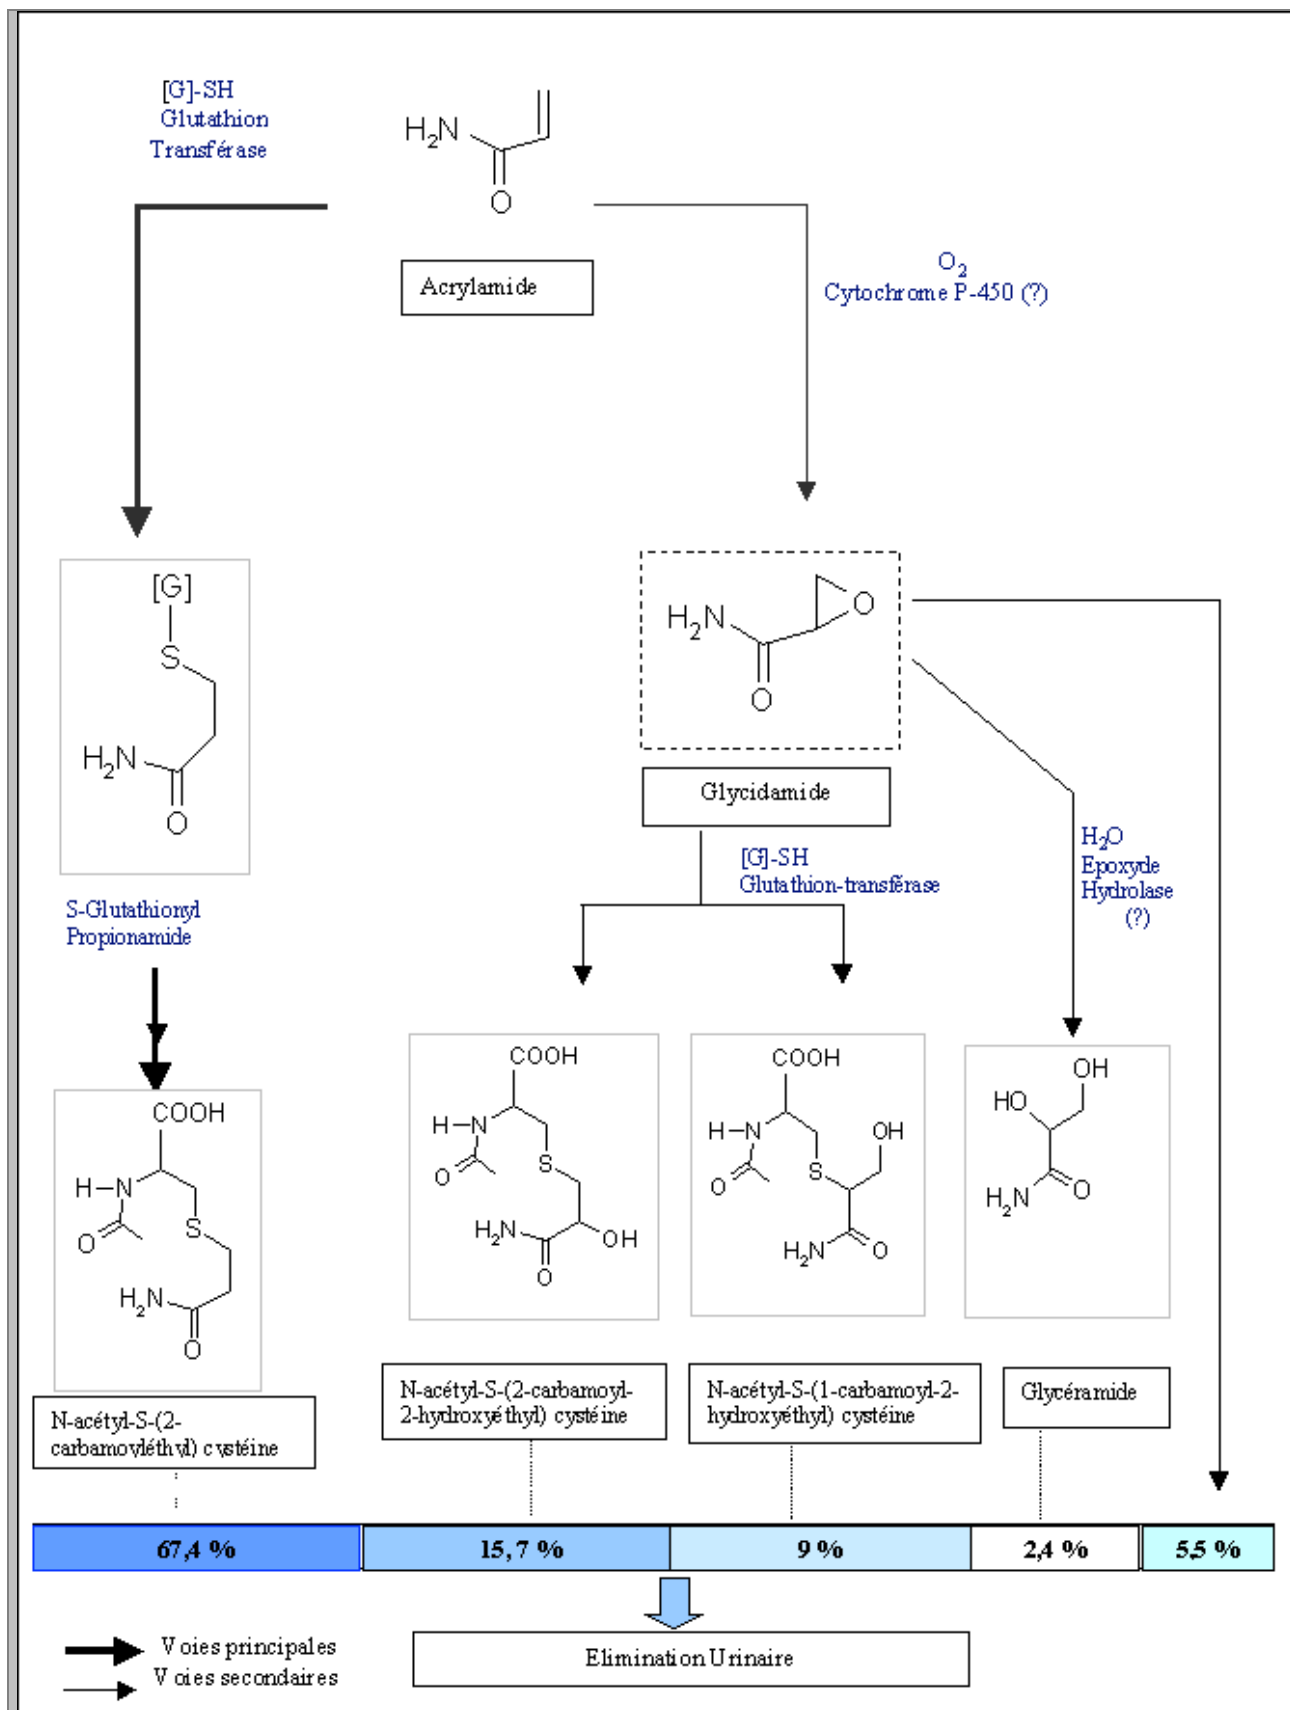 [G]-SH
Glutathion
Transférase
H₂N
O
Acrylamide
O₂
Cytochrome P-450 (?)
[G]
S
H₂N
O
H₂N
O
O
Glycidamide
S-Glutathionyl
Propionamide
[G]-SH
Glutathion-transférase
H₂O
Epoxyde
Hydrolase
(?)
COOH
H-N
O
S
H₂N
O
COOH
H-N
O
S
H₂N
OH
O
COOH
H-N
OH
O
S
H₂N
O
OH
HO
H₂N
O
N-acétyl-S-(2-
carbamoyléthyl) cystéine
N-acétyl-S-(2-carbamoyl-
2-hydroxyéthyl) cystéine
N-acétyl-S-(1-carbamoyl-2-
hydroxyéthyl) cystéine
Glycéramide
67,4 %
15,7 %
9 %
2,4 %
5,5 %
Voies principales
Voies secondaires
Elimination Urinaire